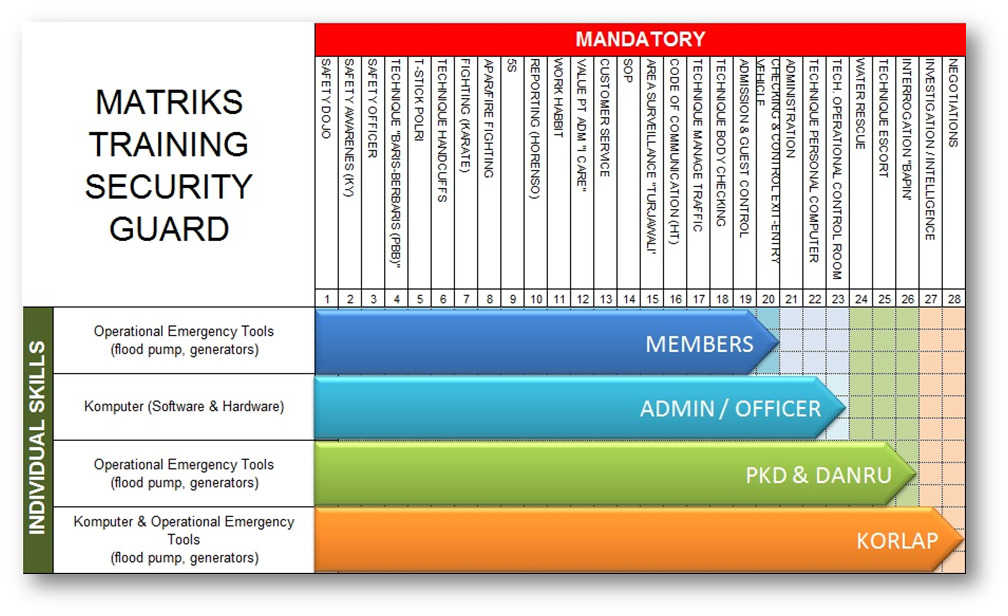 MANDATORY
MATRIKS
TRAINING
SECURITY
GUARD
SAFETY DOJO
SAFETY AWARENESS (KY)
SAFETY OFFICER
TECHNIQUE "BARIS-BERBARIS (PBB)"
T-STICK POLRI
TECHNIQUE HANDCUFFS
FIGHTING (KARATE)
APAR/FIRE FIGHTING
5S
REPORTING (HORENSO)
WORK HABBIT
VALUE PT ADM "I CARE"
CUSTOMER SERVICE
SOP
AREA SURVEILLANCE "TURJAWALI"
CODE OF COMMUNICATION (HT)
TECHNIQUE MANAGE TRAFFIC
TECHNIQUE BODY CHECKING
ADMISSION & GUEST CONTROL
CHECKING & CONTROL EXIT-ENTRY
VEHICLE
ADMINISTRATION
TECHNIQUE PERSONAL COMPUTER
TECH. OPERATIONAL CONTROL ROOM
WATER RESCUE
TECHNIQUE ESCORT
INTERROGATION "BAPIN"
INVESTIGATION / INTELLIGENCE
NEGOTIATIONS
1 2 3 4 5 6 7 8 9 10 11 12 13 14 15 16 17 18 19 20 21 22 23 24 25 26 27 28
INDIVIDUAL SKILLS
Operational Emergency Tools
(flood pump, generators)
MEMBERS
Komputer (Software & Hardware)
ADMIN / OFFICER
Operational Emergency Tools
(flood pump, generators)
PKD & DANRU
Komputer & Operational Emergency
Tools
(flood pump, generators)
KORLAP